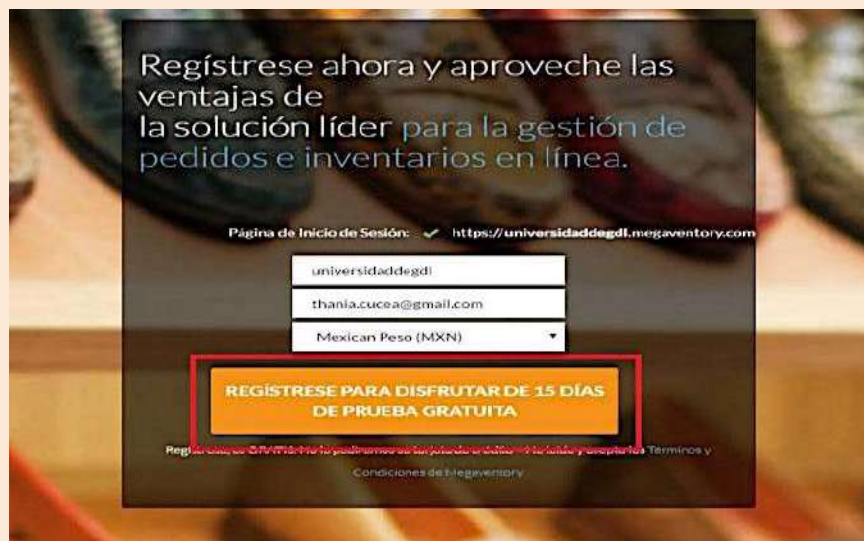 Regístrese ahora y aproveche las
ventajas de
la solución líder para la gestión de
pedidos e inventarios en línea.
Página de Inicio de Sesión: https://universidaddegdl.megaventory.com
universidaddegdl
thania.cucea@gmail.com
Mexican Peso (MXN)
REGÍSTRESE PARA DISFRUTAR DE 15 DÍAS
DE PRUEBA GRATUITA
Términos y
Condiciones de Megaventory